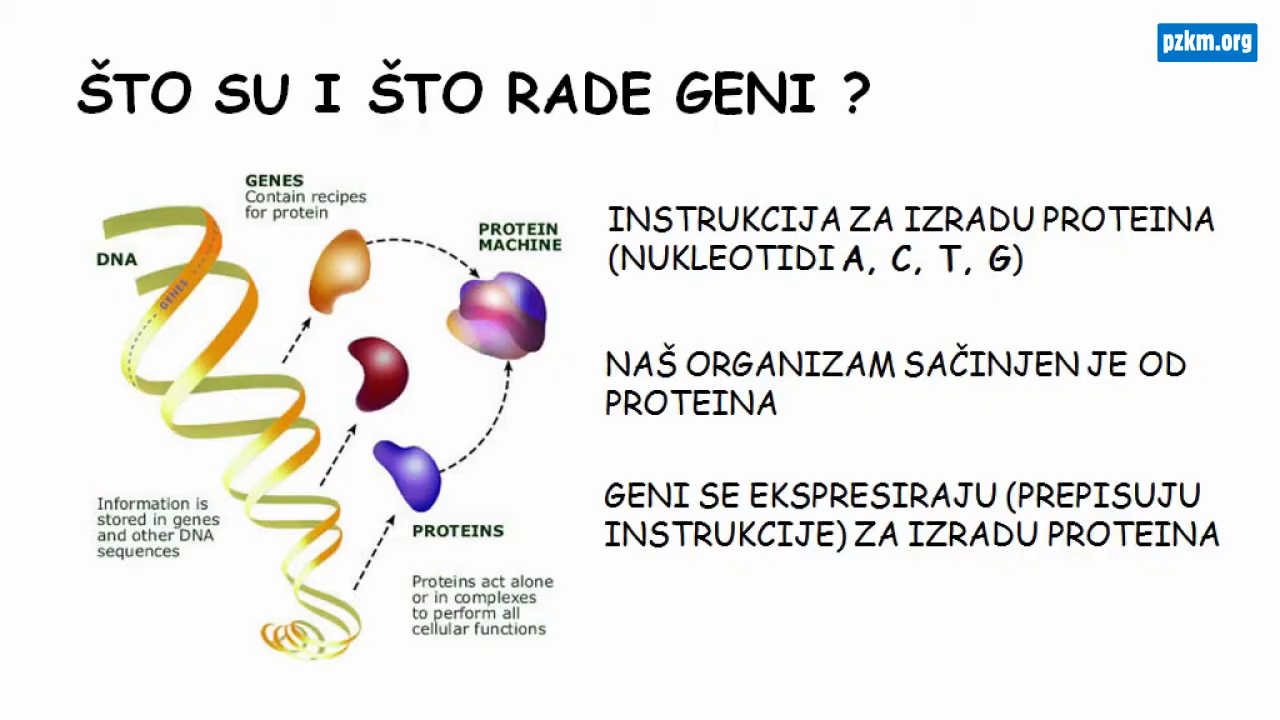 pzkm.org
ŠTO SU I ŠTO RADE GENI ?
GENES
Contain recipes
for protein
PROTEIN
MACHINE
DNA
GENES
Information is
stored in genes
and other DNA
sequences
PROTEINS
Proteins act alone
or in complexes
to perform all
cellular functions
INSTRUKCIJA ZA IZRADU PROTEINA
(NUKLEOTIDI A, C, T, G)
NAŠ ORGANIZAM SAČINJEN JE OD
PROTEINA
GENI SE EKSPRESIRAJU (PREPISUJU
INSTRUKCIJE) ZA IZRADU PROTEINA